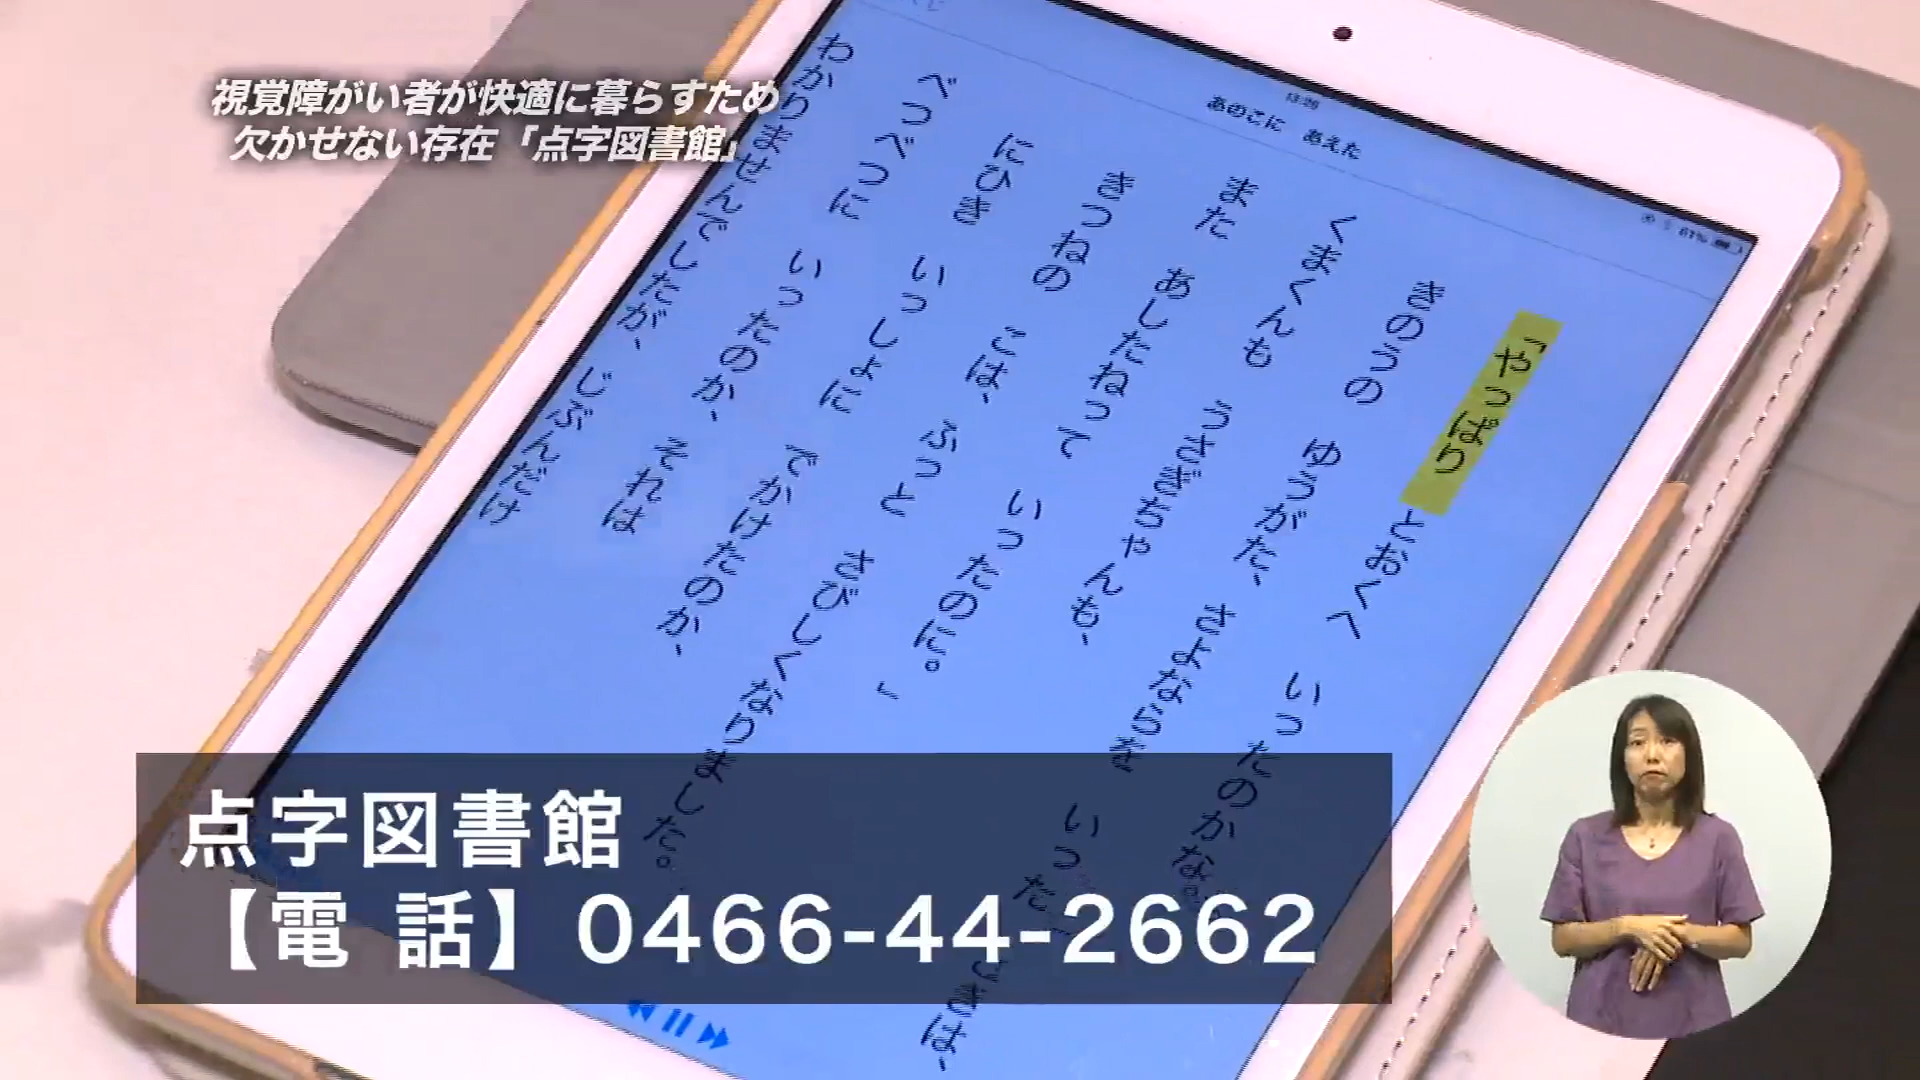 視覚障がい者が快適に暮らすため
欠かせない存在「点字図書館」
13:26
61%
あのこに あえた
「やっぱり とおくへ いったのかな。
きのうの ゆうがた、 さよならを いった
くまくんも うさぎちゃんも、
また あしたねって いったのに。」
きつねの こは、 ふっと さびしくなりました。
にひき いっしょに でかけたのか、
べつべつに いったのか、 それは
わかりませんでしたが、 じぶんだけ
点字図書館
【電 話】0466-44-2662